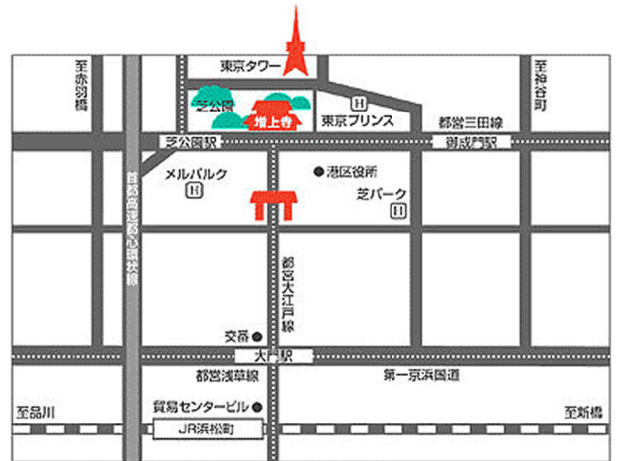 東京タワー
至赤羽橋
至神谷町
芝公園
増上寺
H
東京プリンス
都営三田線
芝公園駅
御成門駅
メルパルク
H
港区役所
芝パーク
H
首都高速都心環状線
都営大江戸線
交番
大門駅
都営浅草線
第一京浜国道
貿易センタービル
至品川
至新橋
JR浜松町